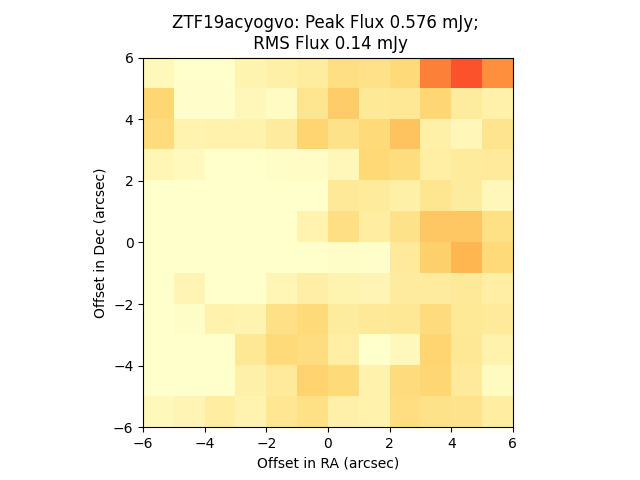 ZTF19acyogvo: Peak Flux 0.576 mJy;
RMS Flux 0.14 mJy
6
4
2
0
−2
−4
−6
Offset in Dec (arcsec)
−6 −4 −2 0 2 4 6
Offset in RA (arcsec)